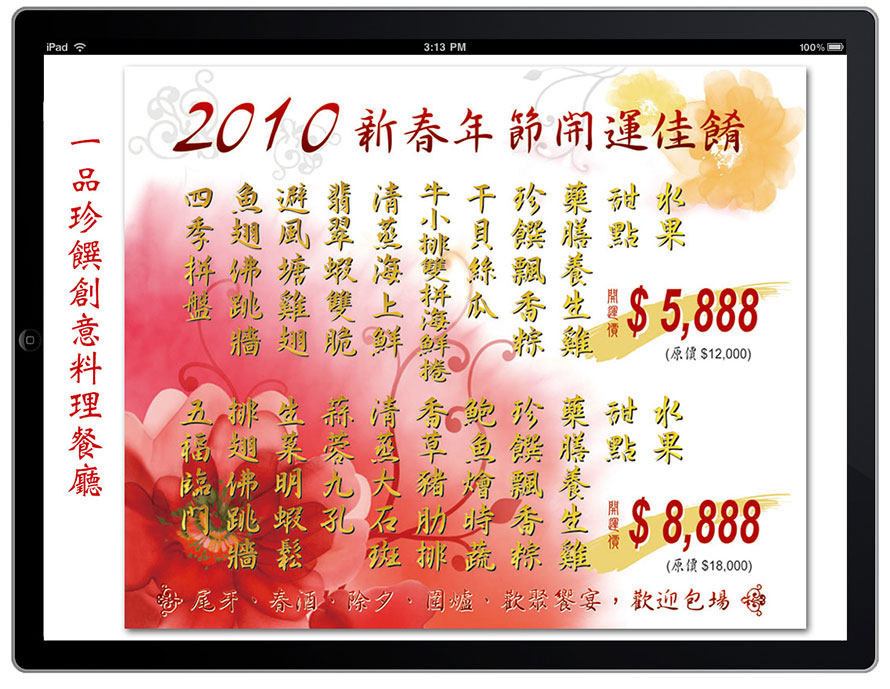 iPad
3:13 PM
100%
一品珍饌創意料理餐廳
2010 新春年節開運佳餚
四季拼盤
魚翅佛跳牆
避風塘雞翅
翡翠蝦雙脆
清蒸海上鮮
牛小排雙拼海鮮捲
干貝絲瓜
珍饌飄香粽
藥膳養生雞
甜點
水果
開運價
$ 5,888
(原價 $12,000)
五福臨門
排翅佛跳牆
生菜明蝦鬆
蒜蓉九孔
清蒸大石斑
香草豬肋排
鮑魚燴時蔬
珍饌飄香粽
藥膳養生雞
甜點
水果
開運價
$ 8,888
(原價 $18,000)
尾牙．春酒．除夕．圍爐．歡聚饗宴，歡迎包場